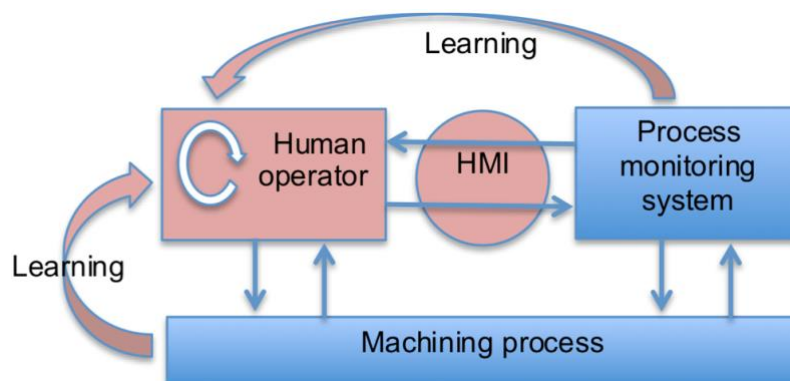 Learning
Human
operator
HMI
Process
monitoring
system
Learning
Machining process